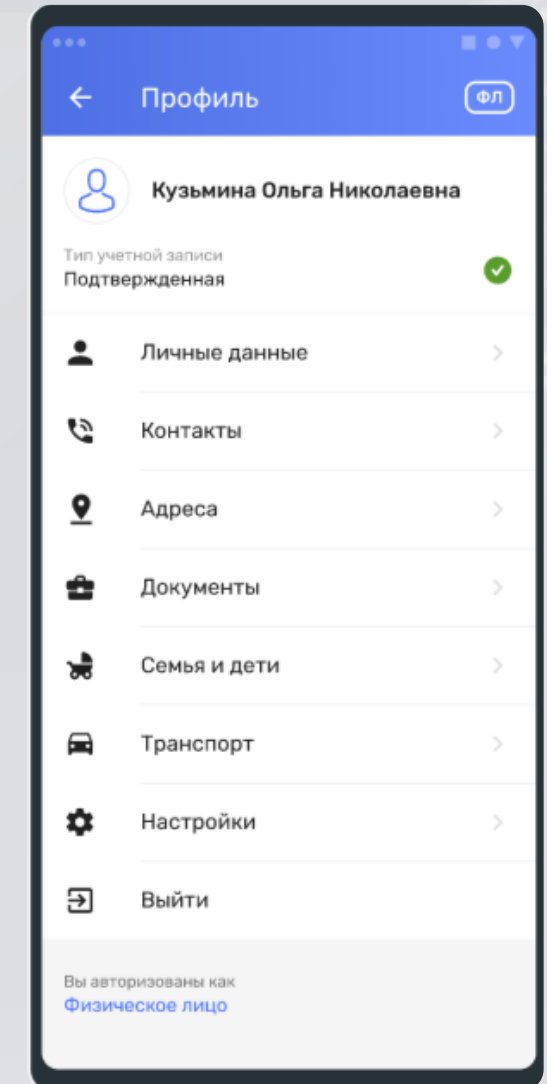 Профиль
ФЛ
Кузьмина Ольга Николаевна
Тип учетной записи
Подтвержденная
Личные данные
Контакты
Адреса
Документы
Семья и дети
Транспорт
Настройки
Выйти
Вы авторизованы как
Физическое лицо